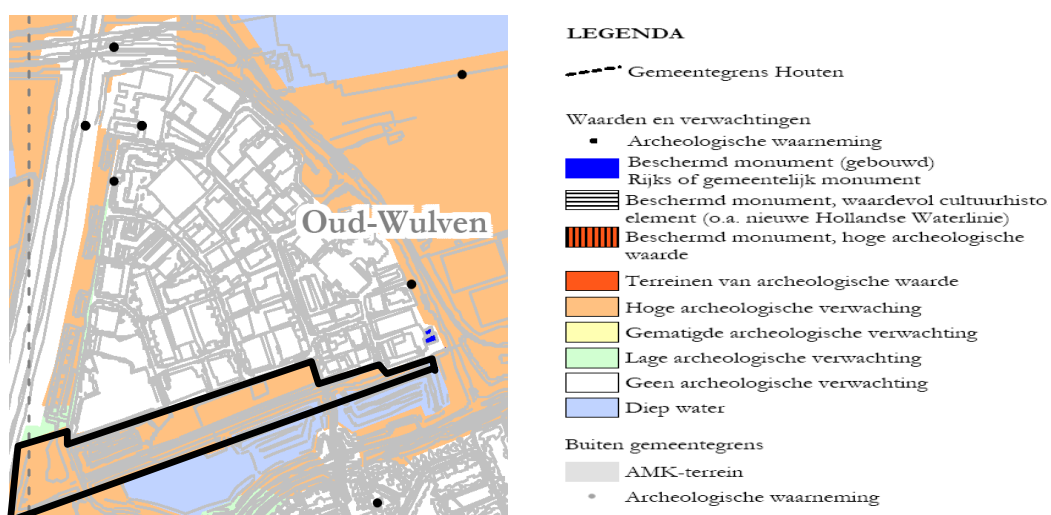 Oud-Wulven
LEGENDA
Gemeentegrens Houten
Waarden en verwachtingen
Archeologische waarneming
Beschermd monument (gebouwd)
Rijks of gemeentelijk monument
Beschermd monument, waardevol cultuurhisto
element (o.a. nieuwe Hollandse Waterlinie)
Beschermd monument, hoge archeologische
waarde
Terreinen van archeologische waarde
Hoge archeologische verwaching
Gematigde archeologische verwachting
Lage archeologische verwachting
Geen archeologische verwachting
Diep water
Buiten gemeentegrens
AMK-terrein
Archeologische waarneming